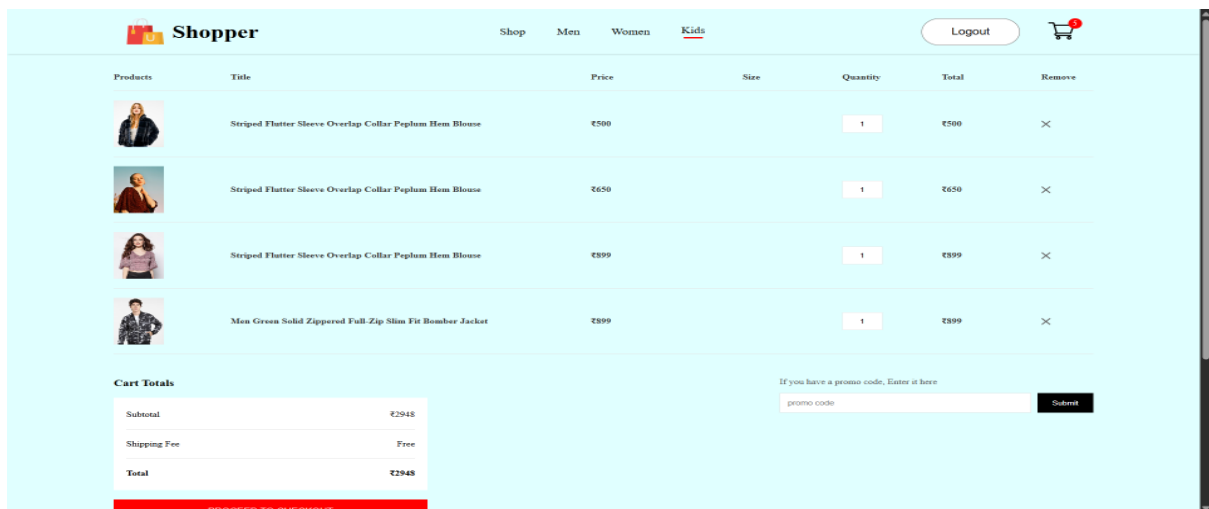 Shopper Shop Men Women Kids Logout 5
Products Title Price Size Quantity Total Remove
Striped Flutter Sleeve Overlap Collar Peplum Hem Blouse ₹500 1 ₹500
Striped Flutter Sleeve Overlap Collar Peplum Hem Blouse ₹650 1 ₹650
Striped Flutter Sleeve Overlap Collar Peplum Hem Blouse ₹899 1 ₹899
Men Green Solid Zippered Full-Zip Slim Fit Bomber Jacket ₹899 1 ₹899
Cart Totals
Subtotal ₹2948
Shipping Fee Free
Total ₹2948
PROCEED TO CHECKOUT
If you have a promo code, Enter it here
promo code Submit